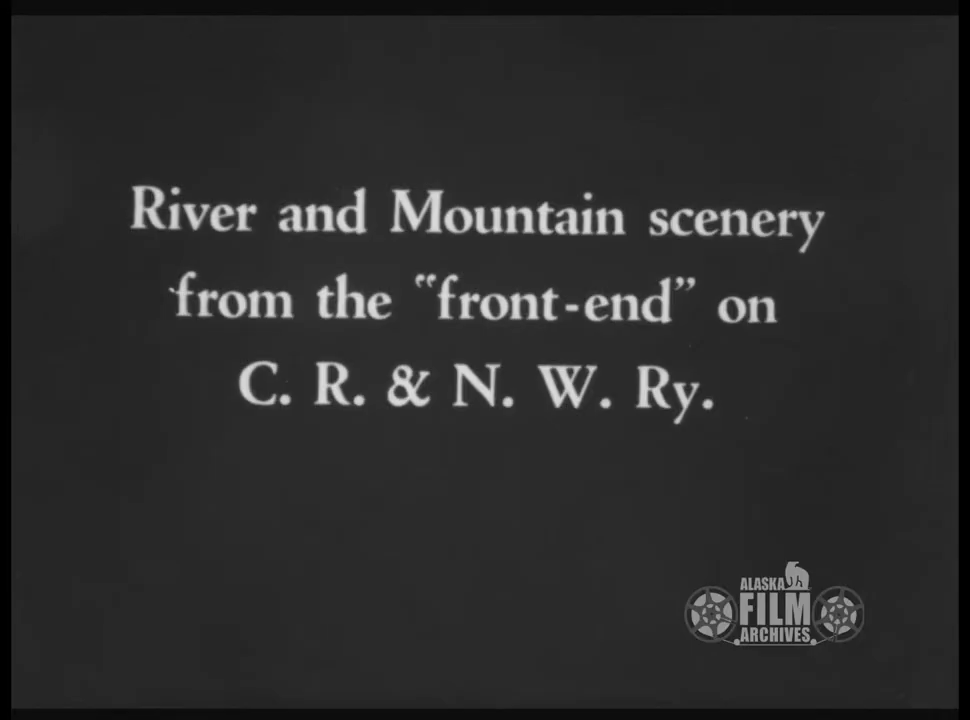 River and Mountain scenery
from the "front-end" on
C. R. & N. W. Ry.
ALASKA
FILM
ARCHIVES